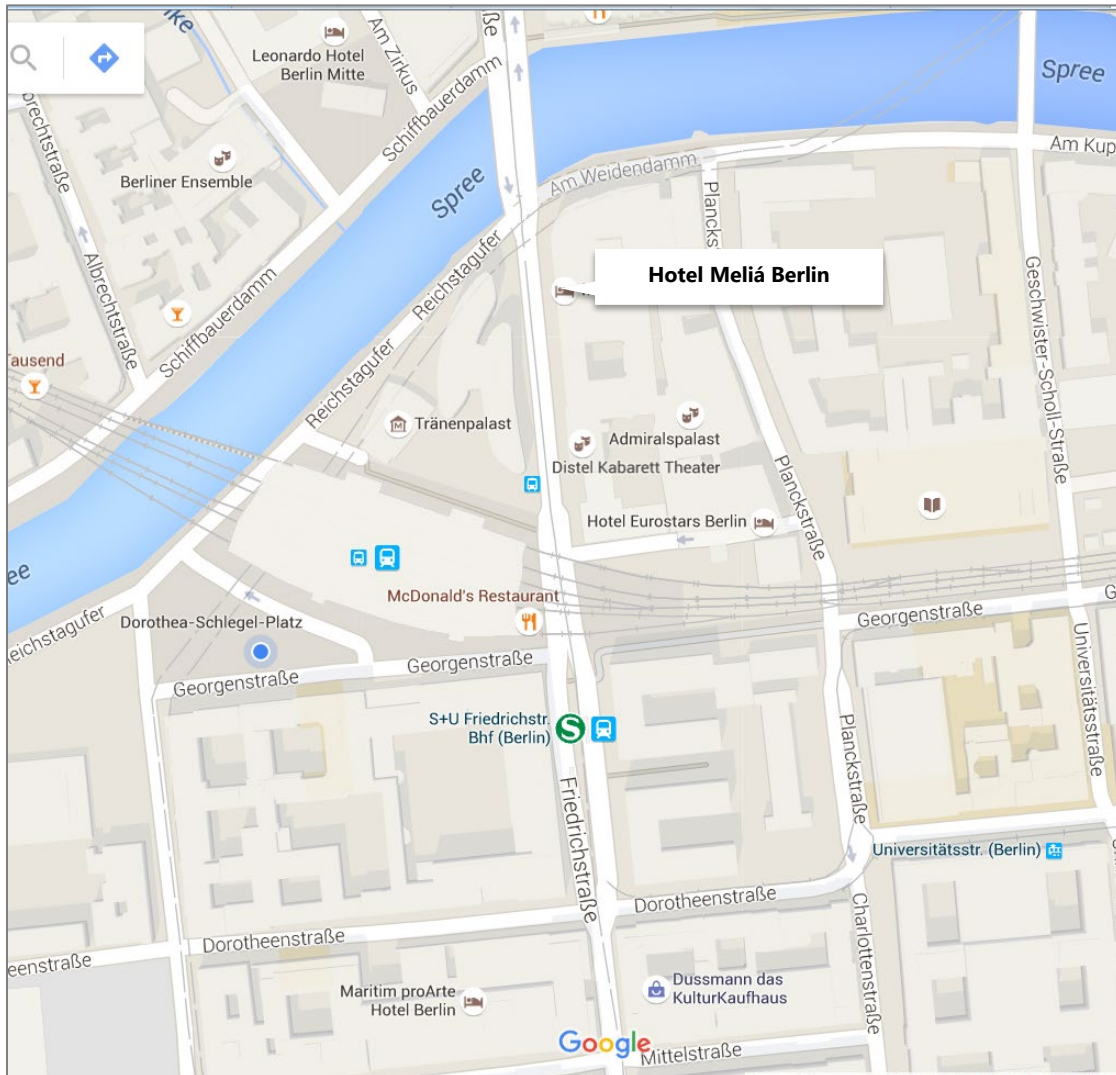 Leonardo Hotel
Berlin Mitte
Am Zirkus
Schiffbauerdamm
Spree
Berliner Ensemble
Spree
Am Weidendamm
Am Kup
Albrechtstraße
Schiffbauerdamm
Reichstagufer
Hotel Meliá Berlin
Geschwister-Scholl-Straße
Tausend
Reichstagufer
Tränenpalast
Admiralspalast
Distel Kabarett Theater
Planckstraße
Hotel Eurostars Berlin
McDonald's Restaurant
Dorothea-Schlegel-Platz
Georgenstraße
Georgenstraße
Georgenstraße
Universitätsstraße
S+U Friedrichstr.
Bhf (Berlin)
Planckstraße
Friedrichstraße
Universitätsstr. (Berlin)
Dorotheenstraße
Dorotheenstraße
eenstraße
Charlottenstraße
Maritim proArte
Hotel Berlin
Dussmann das
KulturKaufhaus
Google
Mittelstraße